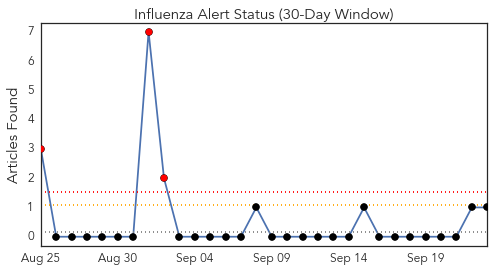 Influenza Alert Status (30-Day Window)
Articles Found
7
6
5
4
3
2
1
0
Aug 25 Aug 30 Sep 04 Sep 09 Sep 14 Sep 19